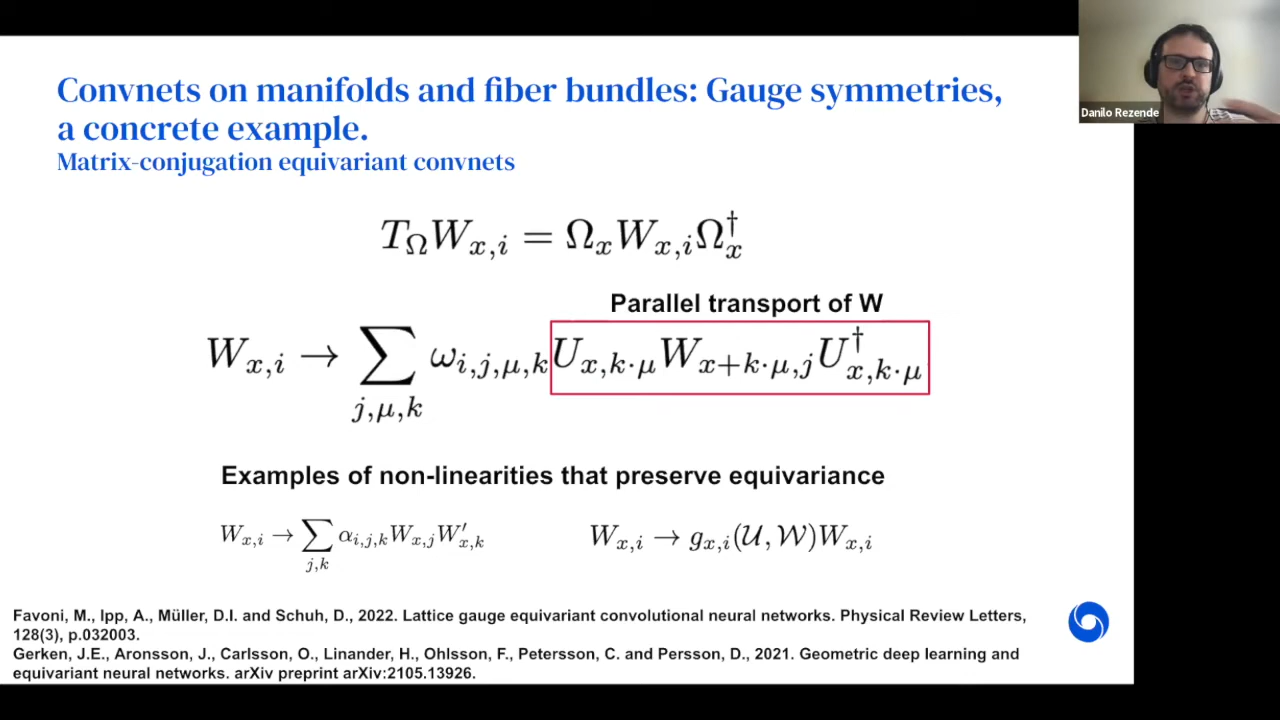 Convnets on manifolds and fiber bundles: Gauge symmetries,
a concrete example.
Matrix-conjugation equivariant convnets
Danilo Rezende
T_Ω W_{x,i} = Ω_x W_{x,i} Ω_x^†
Parallel transport of W
W_{x,i} → ∑_{j,μ,k} ω_{i,j,μ,k} U_{x,k·μ} W_{x+k·μ,j} U^†_{x,k·μ}
Examples of non-linearities that preserve equivariance
W_{x,i} → ∑_{j,k} α_{i,j,k} W_{x,j} W′_{x,k}
W_{x,i} → g_{x,i}(𝒰, 𝒲) W_{x,i}
Favoni, M., Ipp, A., Müller, D.I. and Schuh, D., 2022. Lattice gauge equivariant convolutional neural networks. Physical Review Letters,
128(3), p.032003.
Gerken, J.E., Aronsson, J., Carlsson, O., Linander, H., Ohlsson, F., Petersson, C. and Persson, D., 2021. Geometric deep learning and
equivariant neural networks. arXiv preprint arXiv:2105.13926.